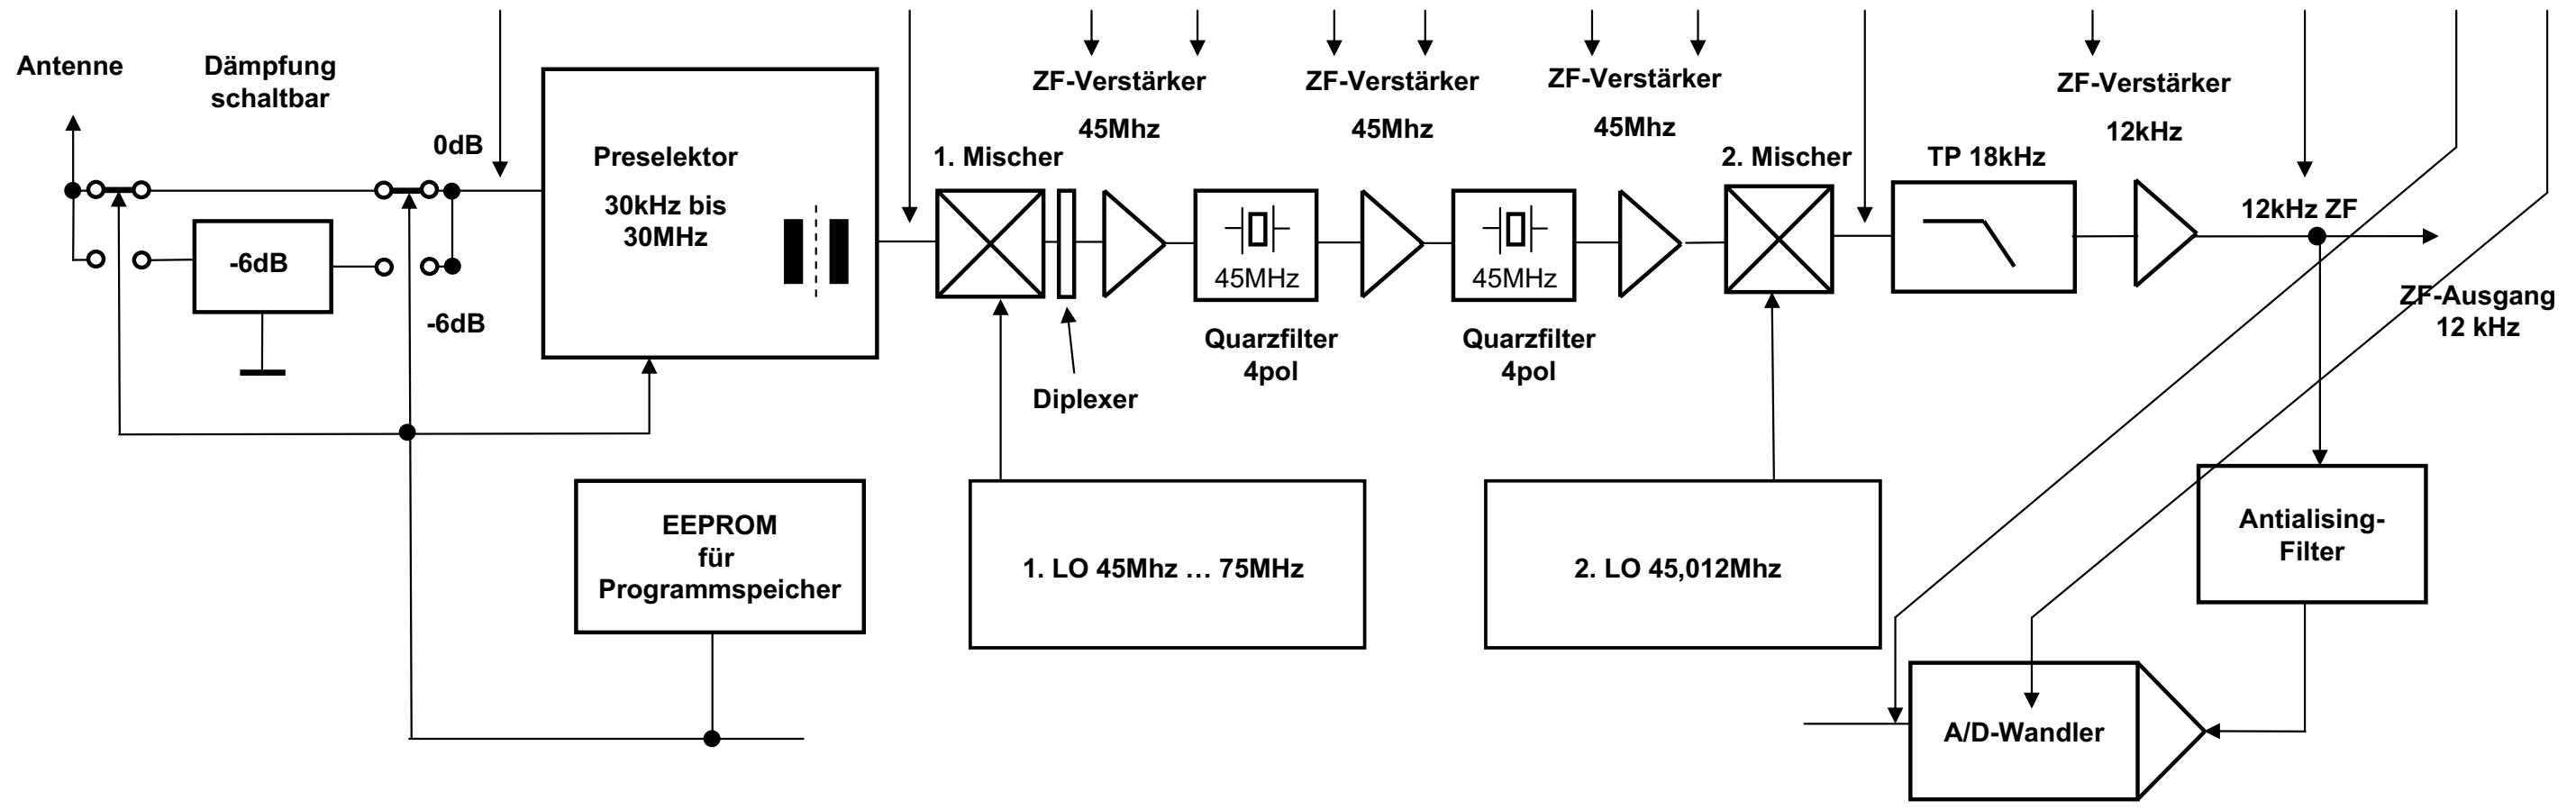 Antenne
Dämpfung
schaltbar
0dB
-6dB
-6dB
Preselektor
30kHz bis
30MHz
1. Mischer
Diplexer
ZF-Verstärker
45Mhz
45MHz
Quarzfilter
4pol
ZF-Verstärker
45Mhz
45MHz
Quarzfilter
4pol
ZF-Verstärker
45Mhz
2. Mischer
TP 18kHz
ZF-Verstärker
12kHz
12kHz ZF
ZF-Ausgang
12 kHz
EEPROM
für
Programmspeicher
1. LO 45Mhz … 75MHz
2. LO 45,012Mhz
Antialising-
Filter
A/D-Wandler